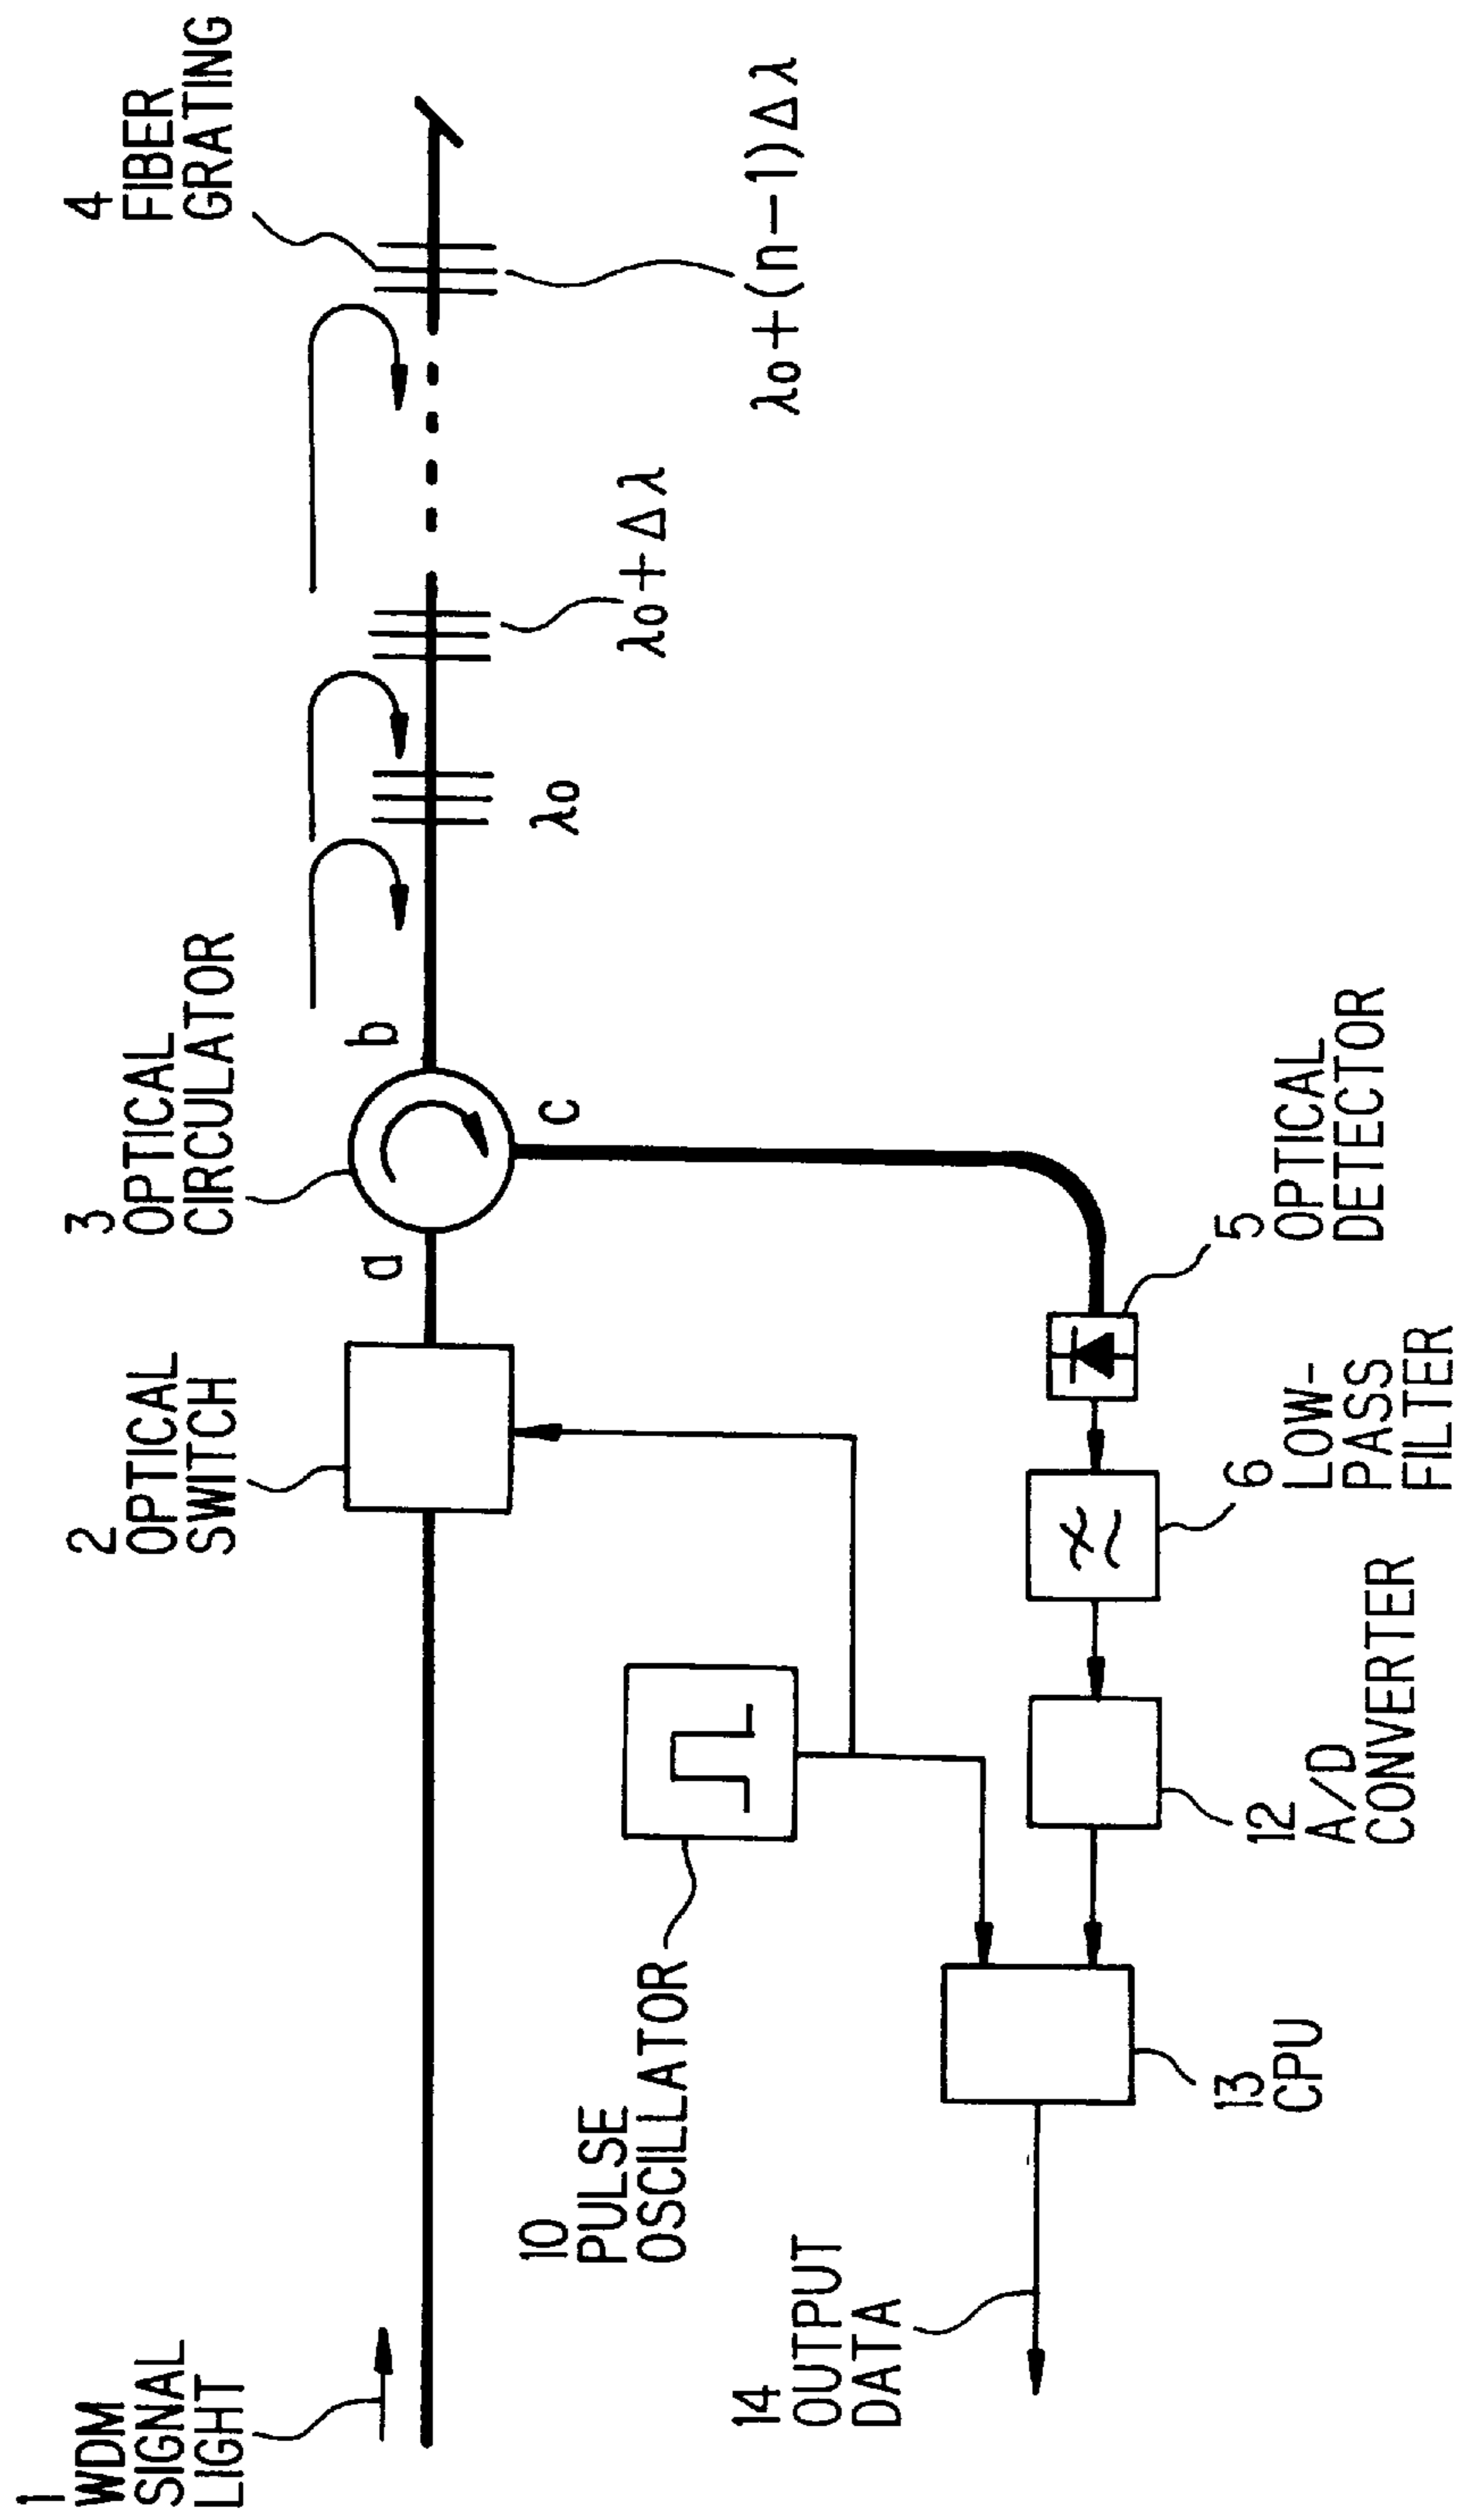 1
WDM
SIGNAL
LIGHT
2
OPTICAL
SWITCH
3
OPTICAL
CIRCULATOR
4
FIBER
GRATING
a
b
c
λo
λo+Δλ
λo+(n-1)Δλ
10
PULSE
OSCILLATOR
5
OPTICAL
DETECTOR
6
LOW-
PASS
FILTER
12
A/D
CONVERTER
13
CPU
14
OUTPUT
DATA